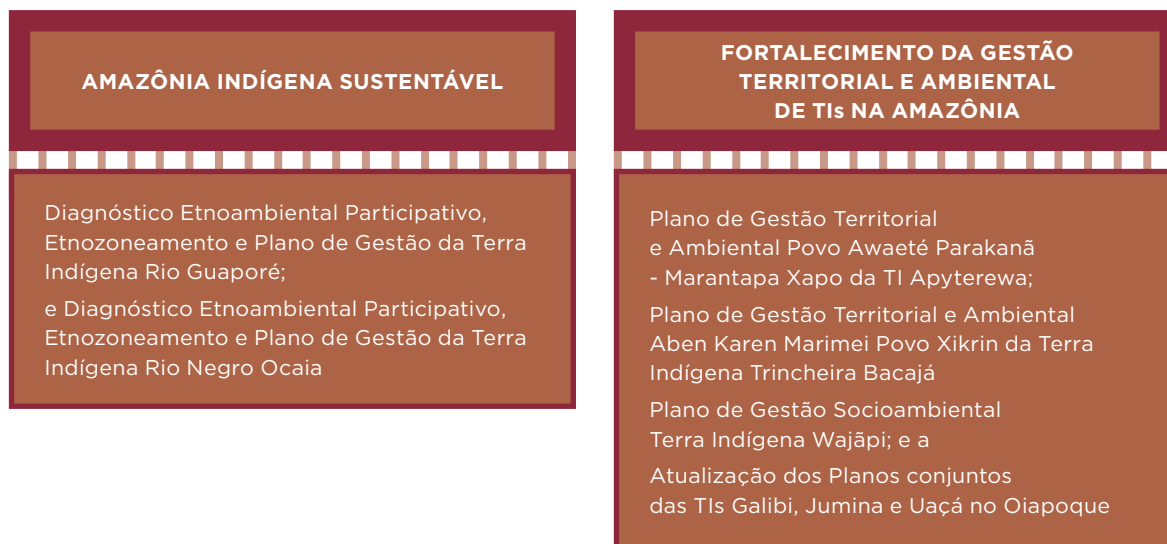 AMAZÔNIA INDÍGENA SUSTENTÁVEL
Diagnóstico Etnoambiental Participativo,
Etnozoneamento e Plano de Gestão da Terra
Indígena Rio Guaporé;
e Diagnóstico Etnoambiental Participativo,
Etnozoneamento e Plano de Gestão da Terra
Indígena Rio Negro Ocaia
FORTALECIMENTO DA GESTÃO
TERRITORIAL E AMBIENTAL
DE TIs NA AMAZÔNIA
Plano de Gestão Territorial
e Ambiental Povo Awaeté Parakanã
- Marantapa Xapo da TI Apyterewa;
Plano de Gestão Territorial e Ambiental
Aben Karen Marimei Povo Xikrin da Terra
Indígena Trincheira Bacajá
Plano de Gestão Socioambiental
Terra Indígena Wajãpi; e a
Atualização dos Planos conjuntos
das TIs Galibi, Jumina e Uaçá no Oiapoque